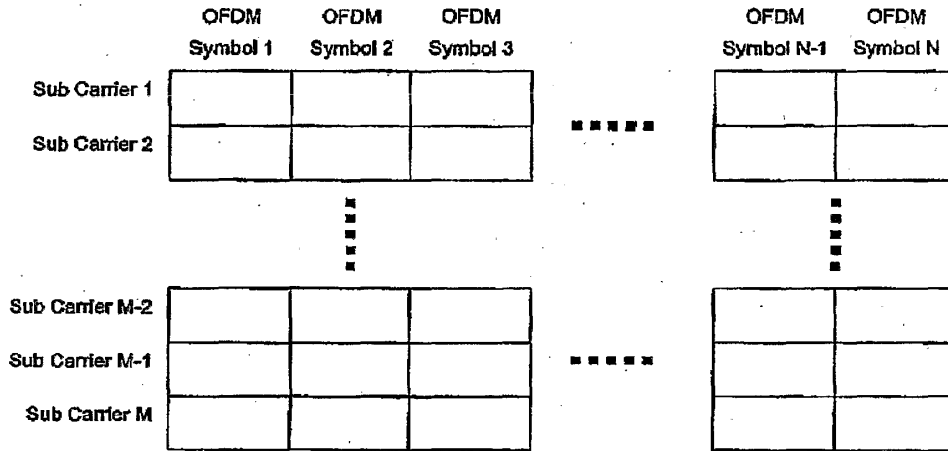 OFDM OFDM OFDM OFDM OFDM
Symbol 1 Symbol 2 Symbol 3 Symbol N-1 Symbol N
Sub Carrier 1
Sub Carrier 2
Sub Carrier M-2
Sub Carrier M-1
Sub Carrier M